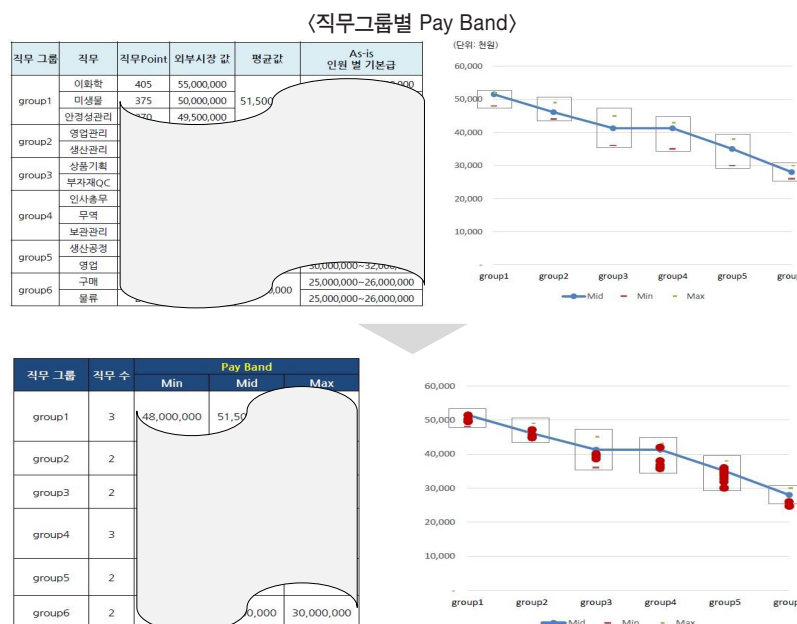 〈직무그룹별 Pay Band〉
직무 그룹 직무 직무Point 외부시장 값 평균값 As-is
인원 별 기본급
group1 이화학 405 55,000,000
미생물 375 50,000,000 51,500
안정성관리 49,500,000
group2 영업관리
생산관리
group3 상품기획
부자재QC
group4 인사총무
무역
보관관리
group5 생산공정
영업
group6 구매 25,000,000~26,000,000
물류 25,000,000~26,000,000
(단위: 천원)
60,000
50,000
40,000
30,000
20,000
10,000
-
group1 group2 group3 group4 group5
Mid Min Max
직무 그룹 직무 수 Pay Band
Min Mid Max
group1 3 48,000,000
group2 2
group3 2
group4 3
group5 2
group6 2 30,000,000
60,000
50,000
40,000
30,000
20,000
10,000
-
group1 group2 group3 group4 group5
Mid Min Max